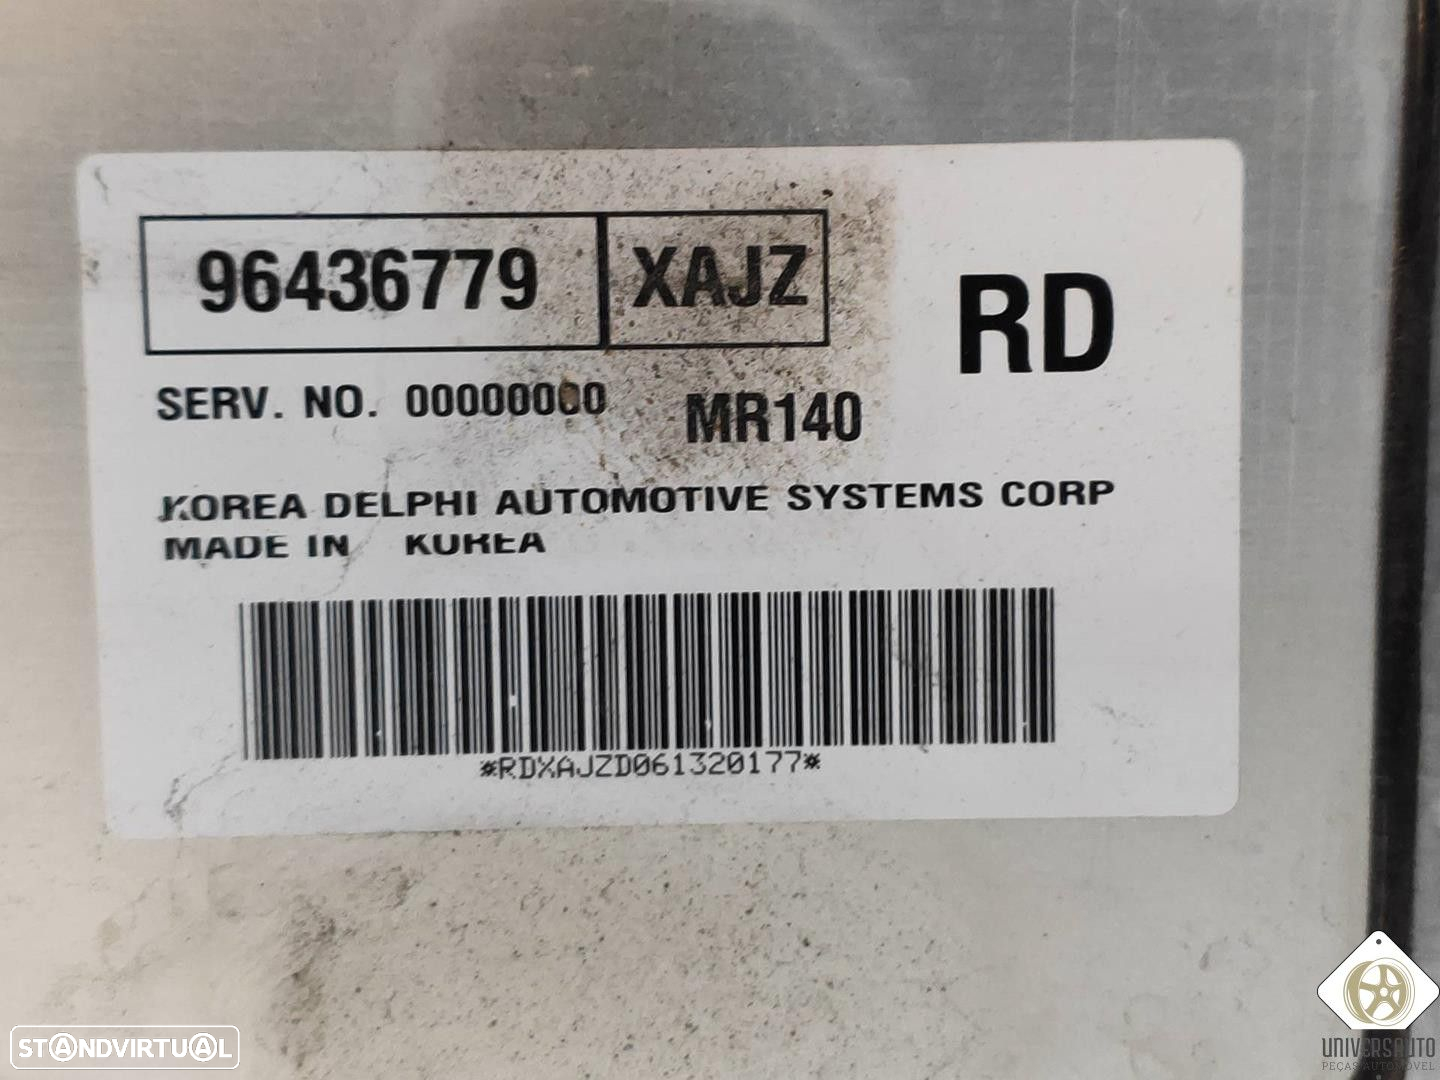 96436779 XAJZ RD
SERV. NO. 00000000 MR140
KOREA DELPHI AUTOMOTIVE SYSTEMS CORP
MADE IN KOREA
*RDXAJZD061320177*
STANDVIRTUAL
UNIVERSAUTO
PEÇAS AUTOMÓVEL